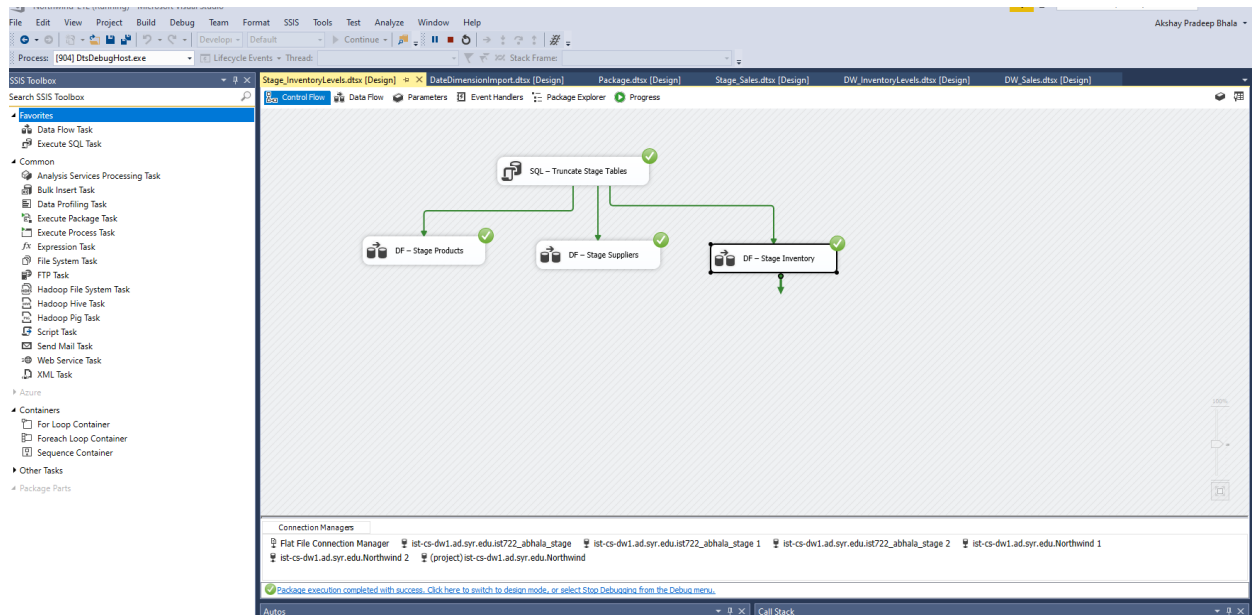 File Edit View Project Build Debug Team Format SSIS Tools Test Analyze Window Help Akshay Pradeep Bhala
Develop Default Continue
Process: [904] DtsDebugHost.exe Lifecycle Events Thread: Stack Frame:
SSIS Toolbox
Search SSIS Toolbox
Favorites
Data Flow Task
Execute SQL Task
Common
Analysis Services Processing Task
Bulk Insert Task
Data Profiling Task
Execute Package Task
Execute Process Task
Expression Task
File System Task
FTP Task
Hadoop File System Task
Hadoop Hive Task
Hadoop Pig Task
Script Task
Send Mail Task
Web Service Task
XML Task
Azure
Containers
For Loop Container
Foreach Loop Container
Sequence Container
Other Tasks
Package Parts
Stage_InventoryLevels.dtsx [Design] DateDimensionImport.dtsx [Design] Package.dtsx [Design] Stage_Sales.dtsx [Design] DW_InventoryLevels.dtsx [Design] DW_Sales.dtsx [Design]
Control Flow Data Flow Parameters Event Handlers Package Explorer Progress
SQL – Truncate Stage Tables
DF – Stage Products
DF – Stage Suppliers
DF – Stage Inventory
100%
Connection Managers
Flat File Connection Manager ist-cs-dw1.ad.syr.edu.ist722_abhala_stage ist-cs-dw1.ad.syr.edu.ist722_abhala_stage 1 ist-cs-dw1.ad.syr.edu.ist722_abhala_stage 2 ist-cs-dw1.ad.syr.edu.Northwind 1
ist-cs-dw1.ad.syr.edu.Northwind 2 (project) ist-cs-dw1.ad.syr.edu.Northwind
Package execution completed with success. Click here to switch to design mode, or select Stop Debugging from the Debug menu.
Autos
Call Stack